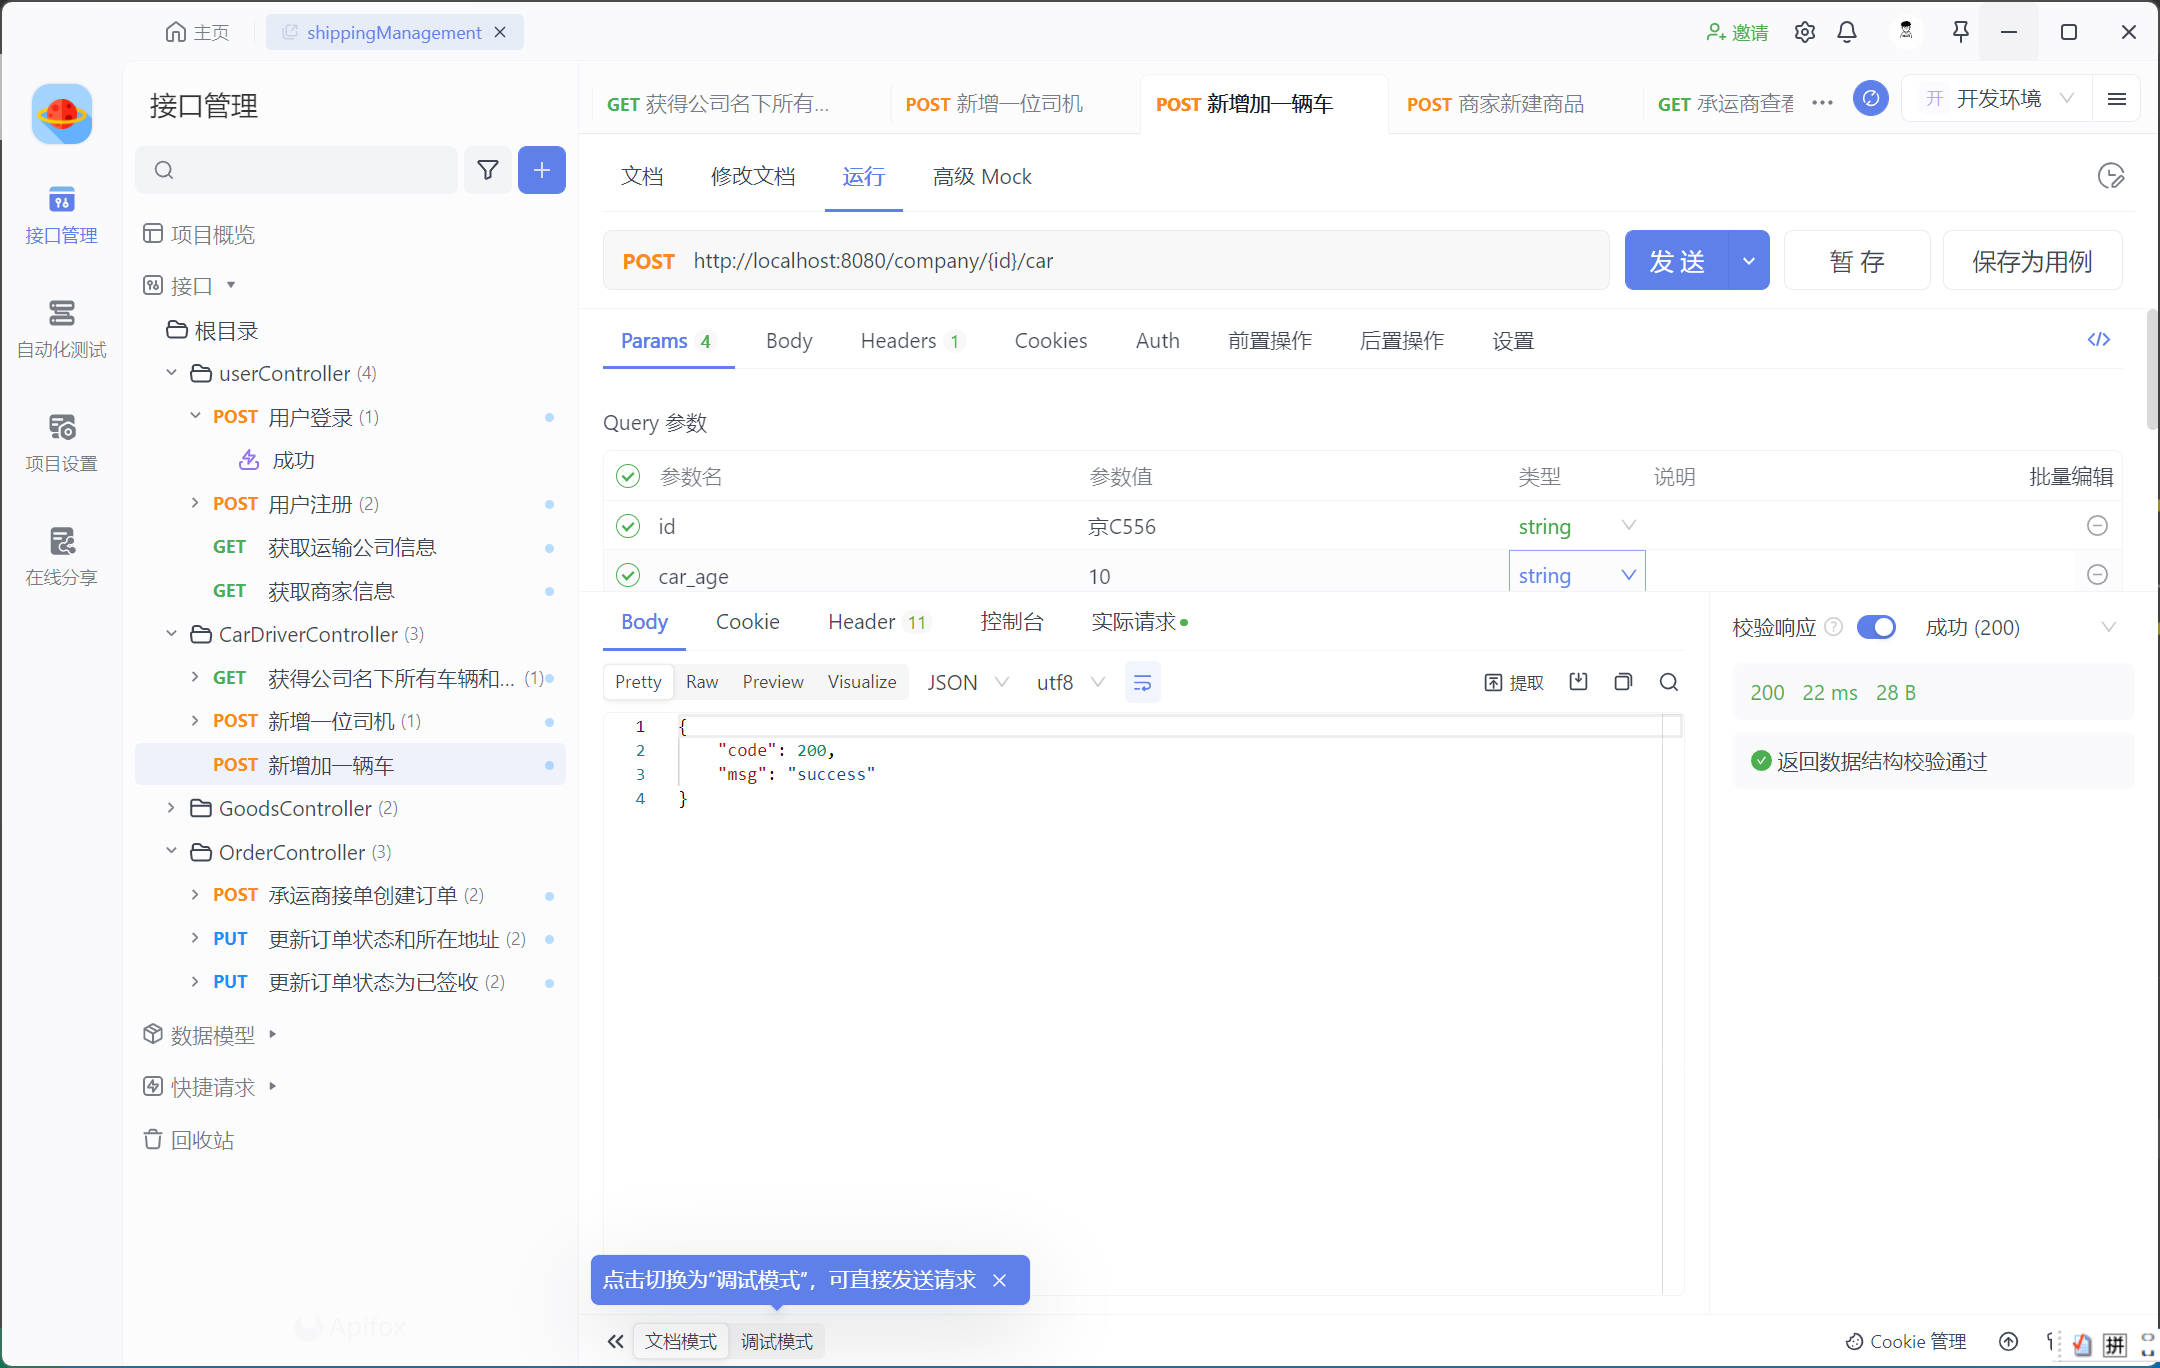 主页
shippingManagement
邀请
接口管理
接口管理
自动化测试
项目设置
在线分享
项目概览
接口
根目录
userController (4)
POST 用户登录 (1)
成功
POST 用户注册 (2)
GET 获取运输公司信息
GET 获取商家信息
CarDriverController (3)
GET 获得公司名下所有车辆和... (1)
POST 新增一位司机 (1)
POST 新增加一辆车
GoodsController (2)
OrderController (3)
POST 承运商接单创建订单 (2)
PUT 更新订单状态和所在地址 (2)
PUT 更新订单状态为已签收 (2)
数据模型
快捷请求
回收站
Apifox
GET 获得公司名下所有...
POST 新增一位司机
POST 新增加一辆车
POST 商家新建商品
GET 承运商查看
开 开发环境
文档 修改文档 运行 高级 Mock
POST http://localhost:8080/company/{id}/car
发 送
暂 存
保存为用例
Params 4 Body Headers 1 Cookies Auth 前置操作 后置操作 设置
Query 参数
参数名 参数值 类型 说明 批量编辑
id 京C556 string
car_age 10 string
Body Cookie Header 11 控制台 实际请求
Pretty Raw Preview Visualize JSON utf8
提取
1 {
2 "code": 200,
3 "msg": "success"
4 }
校验响应 ? 成功 (200)
200 22 ms 28 B
返回数据结构校验通过
点击切换为“调试模式”，可直接发送请求
文档模式 调试模式
Cookie 管理
拼